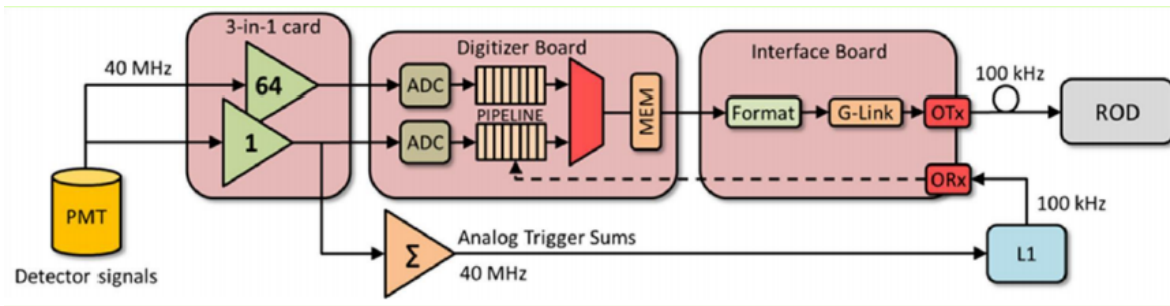 3-in-1 card
Digitizer Board
Interface Board
40 MHz
64
1
ADC
ADC
PIPELINE
MEM
Format
G-Link
OTx
100 kHz
ROD
ORx
100 kHz
PMT
Detector signals
Σ
Analog Trigger Sums
40 MHz
L1